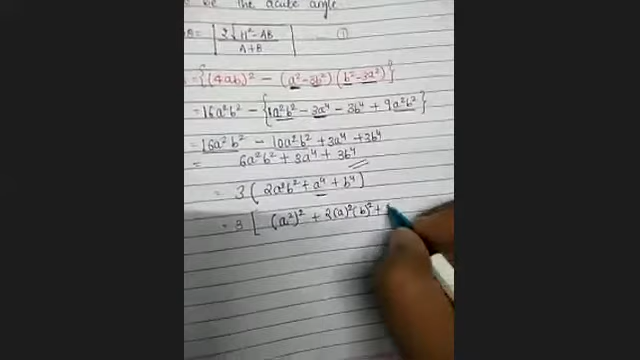 be the acute angle
= | 2√H²-AB / A+B | ①
= {(4ab)² - (a²-3b²)(b²-3a²)}
= 16a²b² - {a²b² - 3a⁴ - 3b⁴ + 9a²b²}
= 16a²b² - 10a²b² + 3a⁴ + 3b⁴
= 6a²b² + 3a⁴ + 3b⁴
= 3(2a²b² + a⁴ + b⁴)
= 3[(a²)² + 2(a)²(b)² +